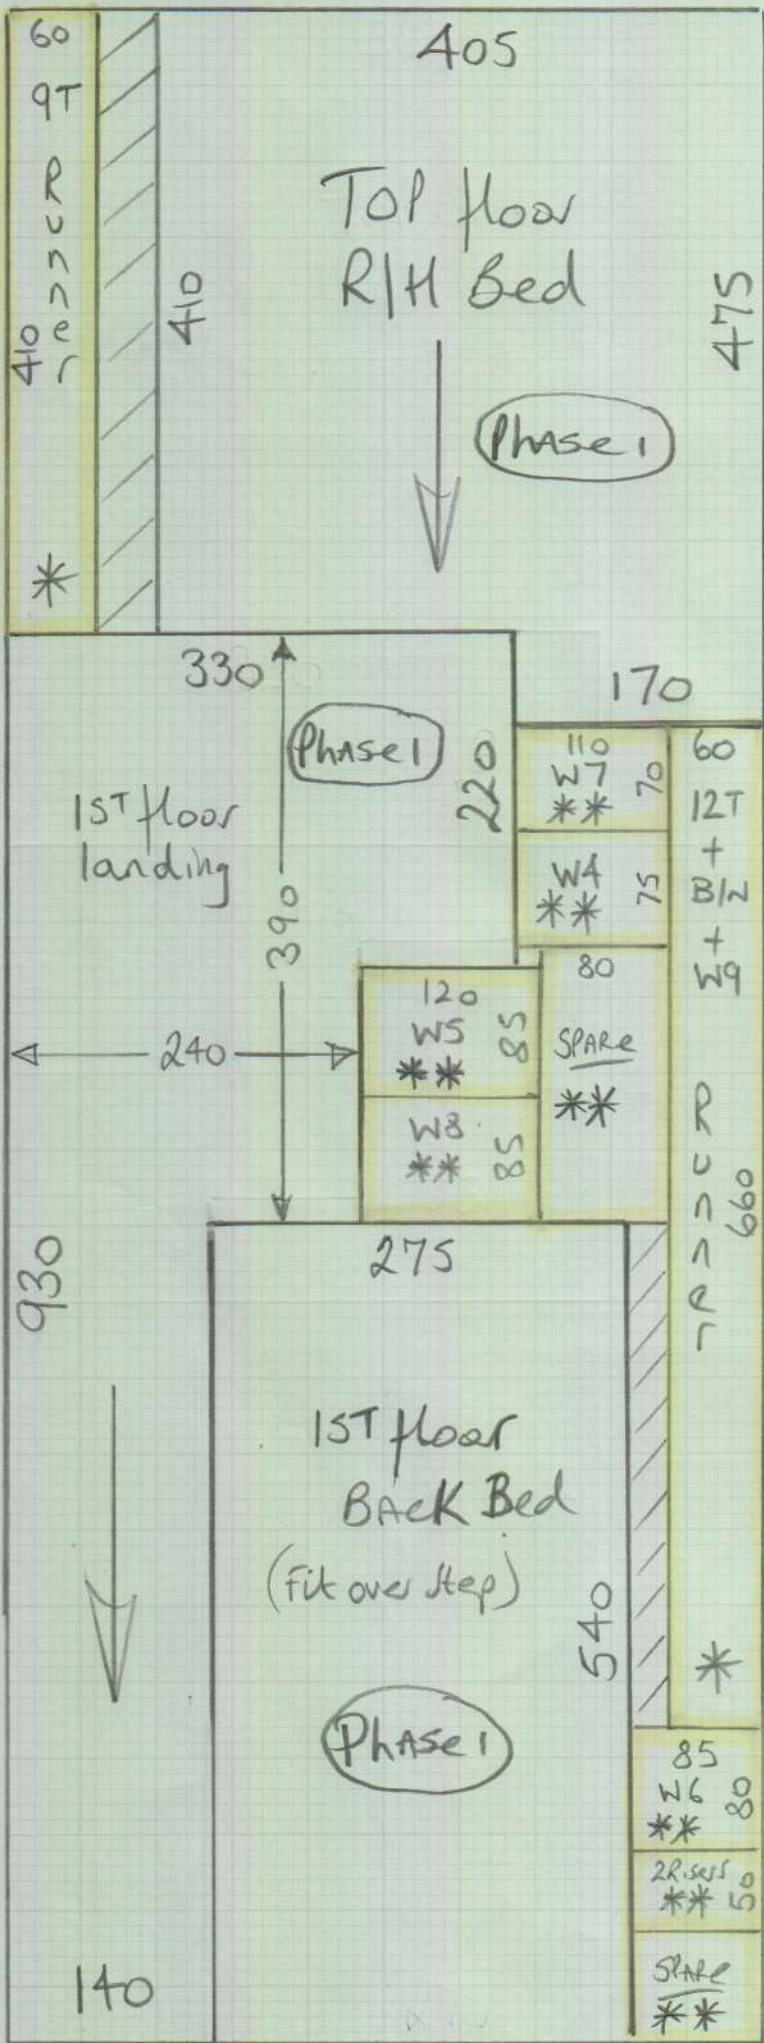 60
9T
Runner
410
*
410
405
TOP floor
R/H Bed
475
Phase 1
330
Phase 1
220
170
1ST floor
landing
390
240
930
110
W7
70
**
W4
75
**
80
SPARE
**
120
W5
85
**
W8
85
**
60
12T
+
B/N
+
W9
Runner
660
*
275
1ST floor
BACK Bed
(Fit over step)
540
Phase 1
85
W6
80
**
2Risers
50
**
SPARE
**
140